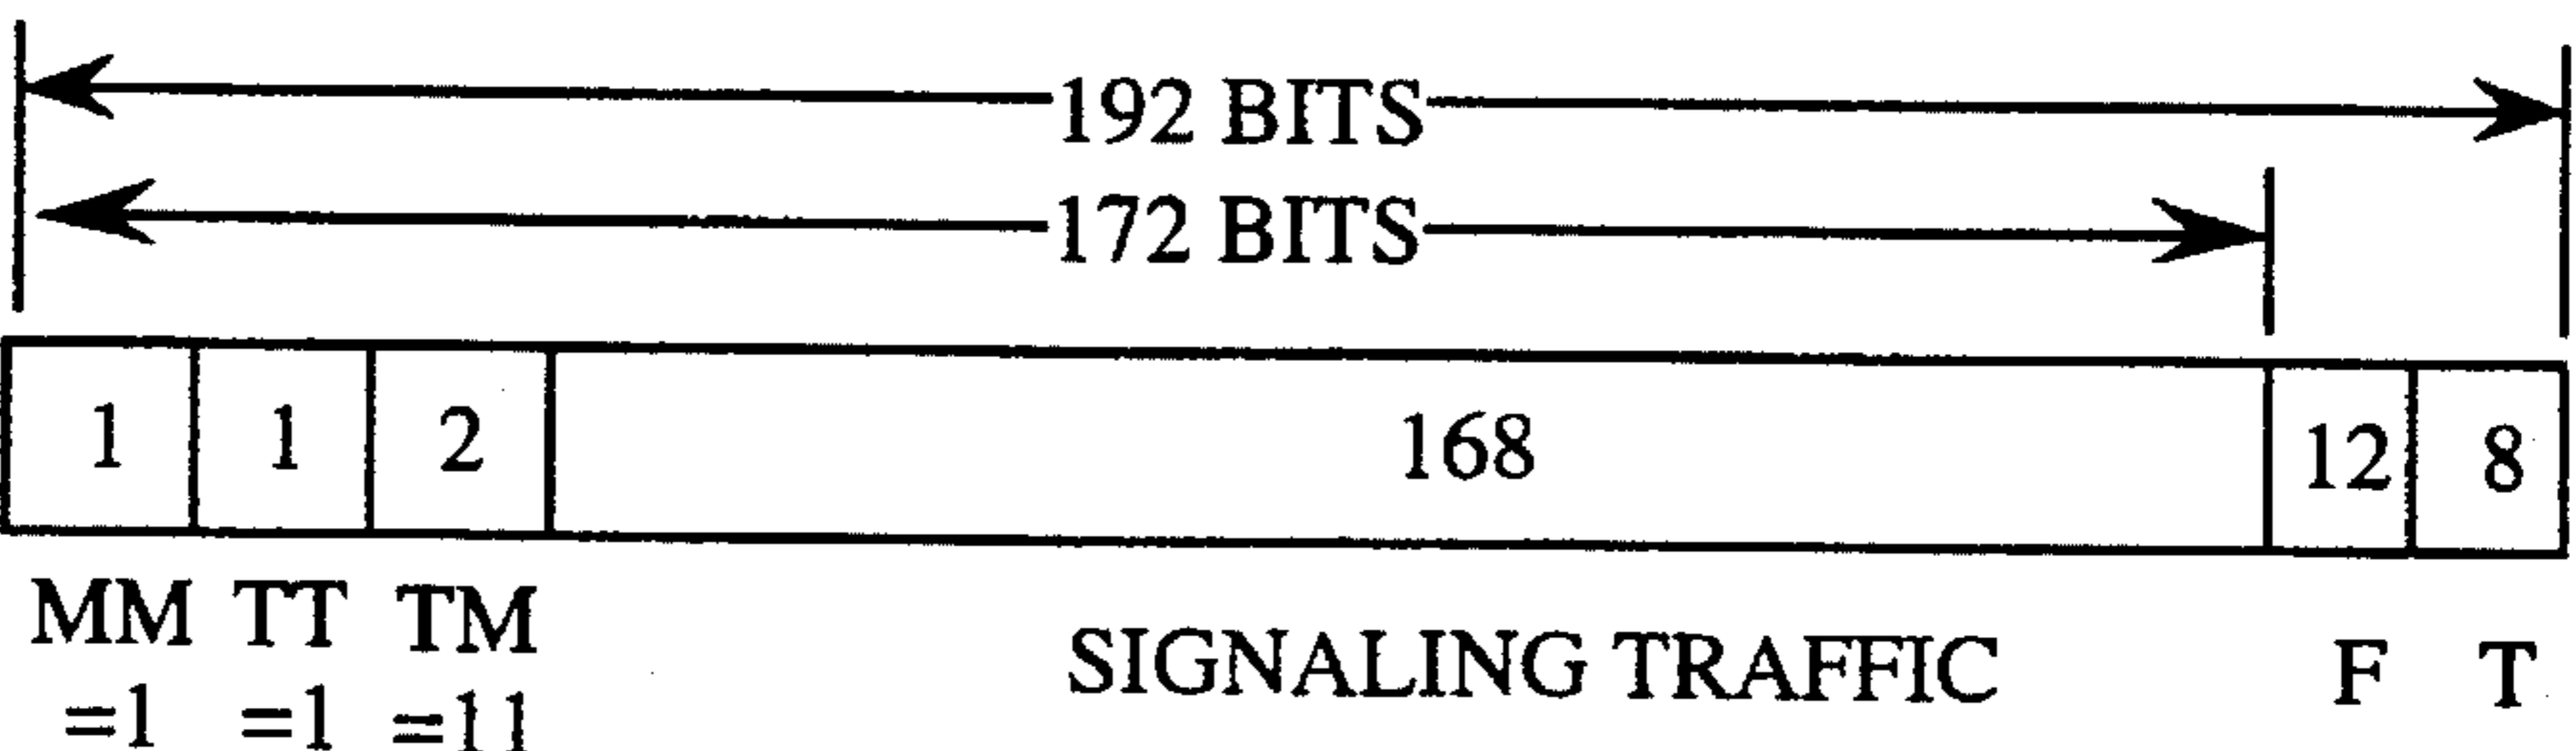 192 BITS
172 BITS
1 1 2 168 12 8
MM TT TM SIGNALING TRAFFIC F T
=1 =1 =11